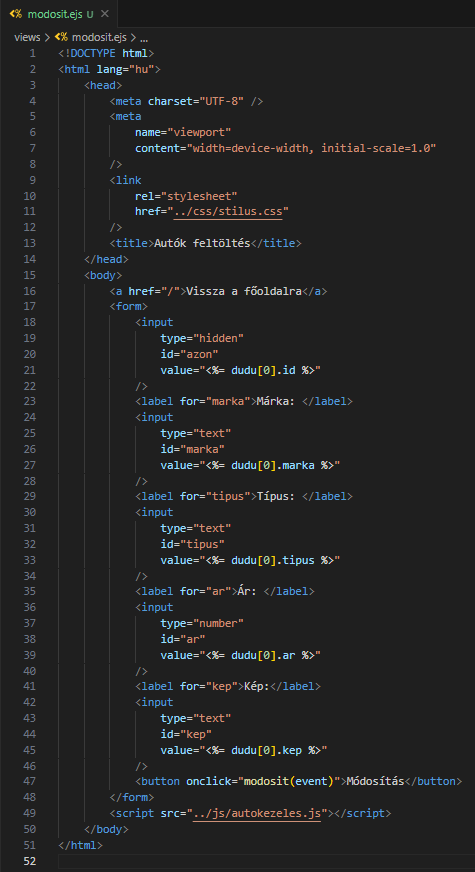 modosit.ejs U
views > modosit.ejs > ...
1 <!DOCTYPE html>
2 <html lang="hu">
3     <head>
4         <meta charset="UTF-8" />
5         <meta
6             name="viewport"
7             content="width=device-width, initial-scale=1.0"
8         />
9         <link
10             rel="stylesheet"
11             href="../css/stilus.css"
12         />
13         <title>Autók feltöltés</title>
14     </head>
15     <body>
16         <a href="/">Vissza a főoldalra</a>
17         <form>
18             <input
19                 type="hidden"
20                 id="azon"
21                 value="<%= dudu[0].id %>"
22             />
23             <label for="marka">Márka: </label>
24             <input
25                 type="text"
26                 id="marka"
27                 value="<%= dudu[0].marka %>"
28             />
29             <label for="tipus">Típus: </label>
30             <input
31                 type="text"
32                 id="tipus"
33                 value="<%= dudu[0].tipus %>"
34             />
35             <label for="ar">Ár: </label>
36             <input
37                 type="number"
38                 id="ar"
39                 value="<%= dudu[0].ar %>"
40             />
41             <label for="kep">Kép:</label>
42             <input
43                 type="text"
44                 id="kep"
45                 value="<%= dudu[0].kep %>"
46             />
47             <button onclick="modosit(event)">Módosítás</button>
48         </form>
49         <script src="../js/autokezeles.js"></script>
50     </body>
51 </html>
52